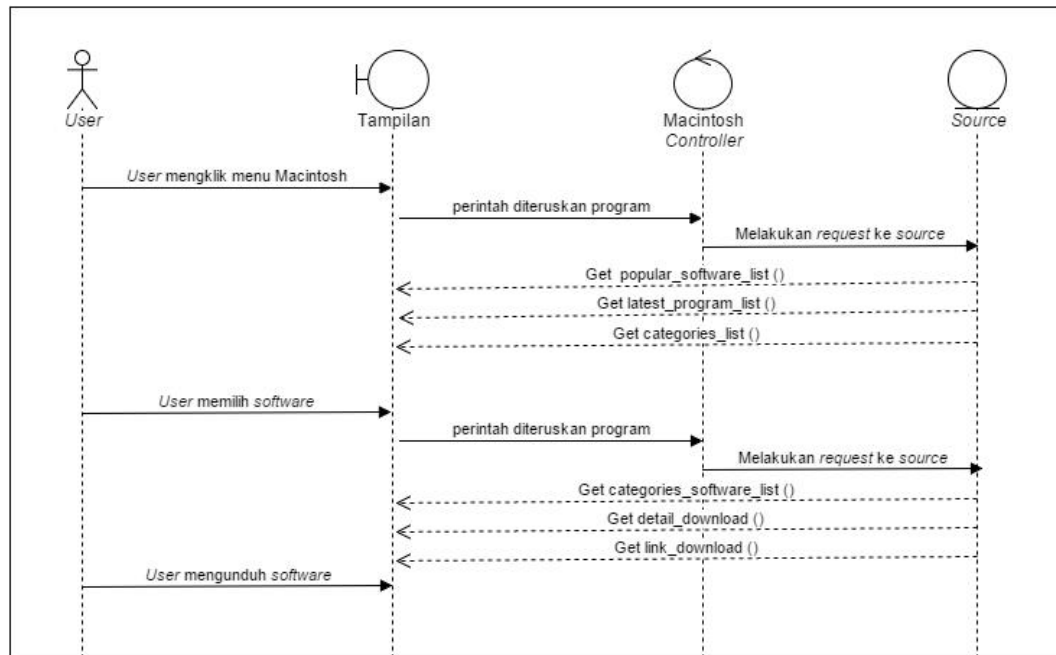 User
Tampilan
Macintosh
Controller
Source
User mengklik menu Macintosh
perintah diteruskan program
Melakukan request ke source
Get popular_software_list ()
Get latest_program_list ()
Get categories_list ()
User memilih software
perintah diteruskan program
Melakukan request ke source
Get categories_software_list ()
Get detail_download ()
Get link_download ()
User mengunduh software